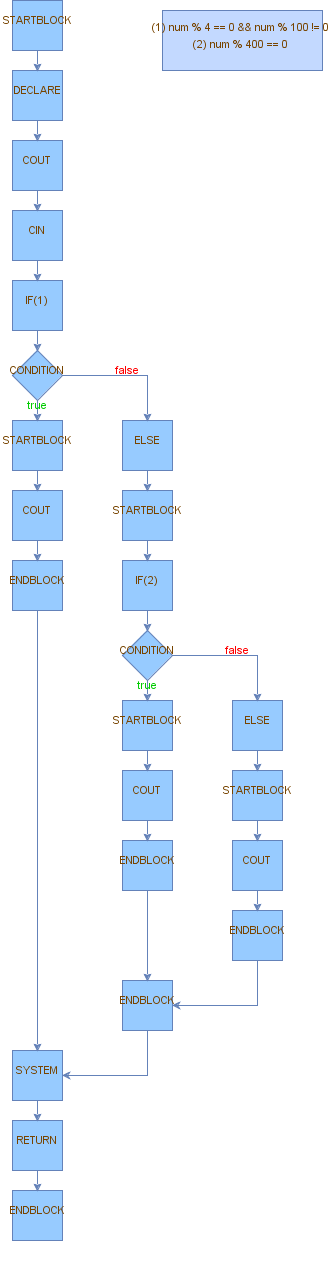 STARTBLOCK
(1) num % 4 == 0 && num % 100 != 0
(2) num % 400 == 0
DECLARE
COUT
CIN
IF(1)
CONDITION
false
true
STARTBLOCK
ELSE
COUT
STARTBLOCK
ENDBLOCK
IF(2)
CONDITION
false
true
STARTBLOCK
ELSE
COUT
STARTBLOCK
ENDBLOCK
COUT
ENDBLOCK
ENDBLOCK
SYSTEM
RETURN
ENDBLOCK